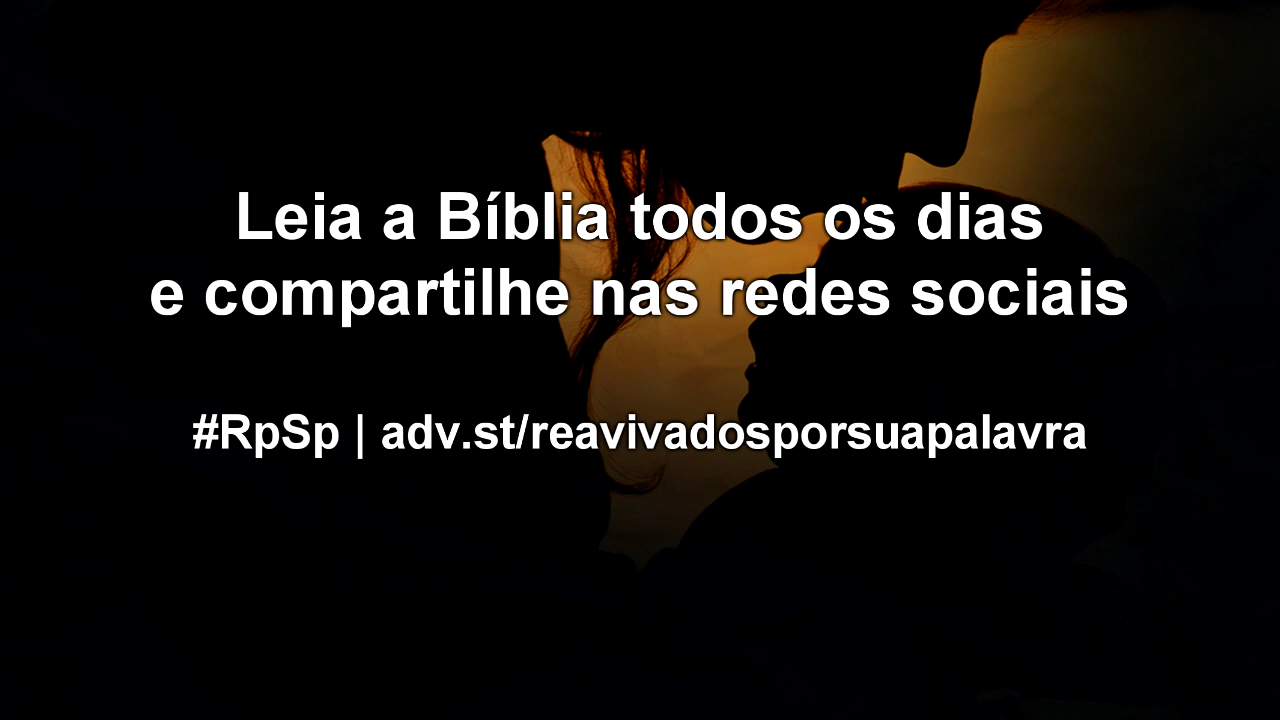 Leia a Bíblia todos os dias
e compartilhe nas redes sociais
#RpSp | adv.st/reavivadosporsuapalavra